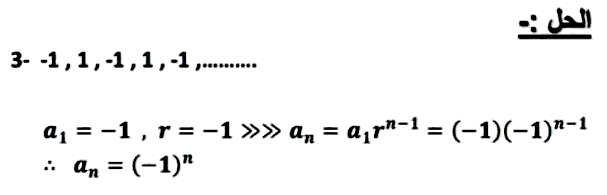 الحل :-
3- -1 , 1 , -1 , 1 , -1 ,..........
a₁ = −1 , r = −1 ⋙ aₙ = a₁rⁿ⁻¹ = (−1)(−1)ⁿ⁻¹
∴ aₙ = (−1)ⁿ